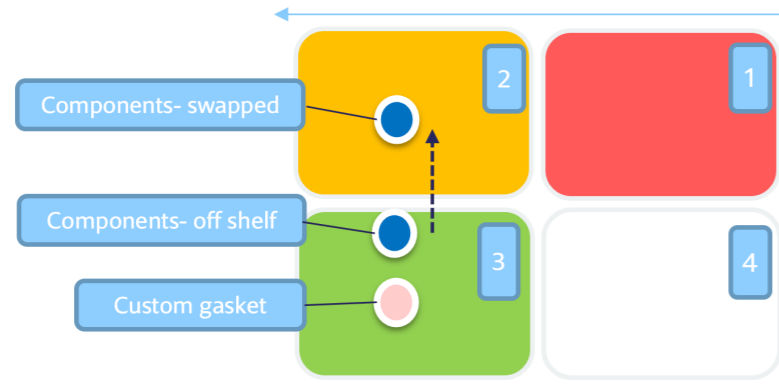 2
1
Components- swapped
Components- off shelf
3
4
Custom gasket